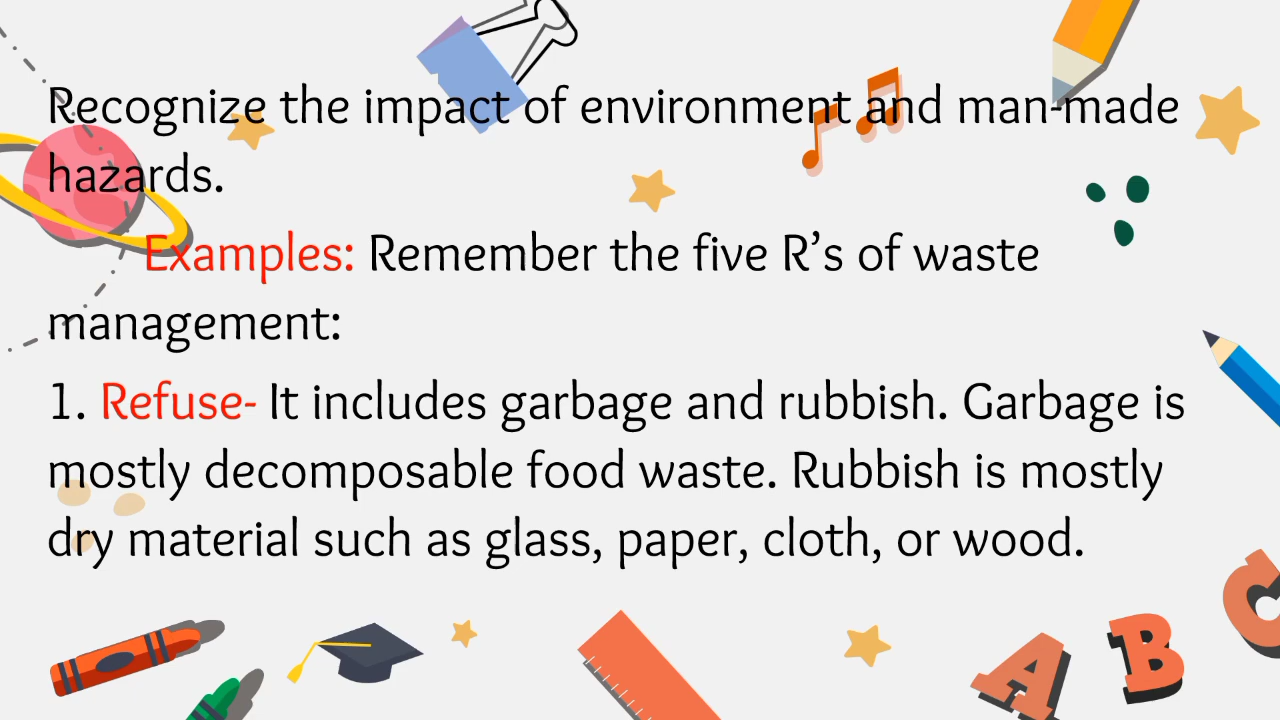 Recognize the impact of environment and man-made
hazards.
Examples: Remember the five R’s of waste
management:
1. Refuse- It includes garbage and rubbish. Garbage is
mostly decomposable food waste. Rubbish is mostly
dry material such as glass, paper, cloth, or wood.
A B C